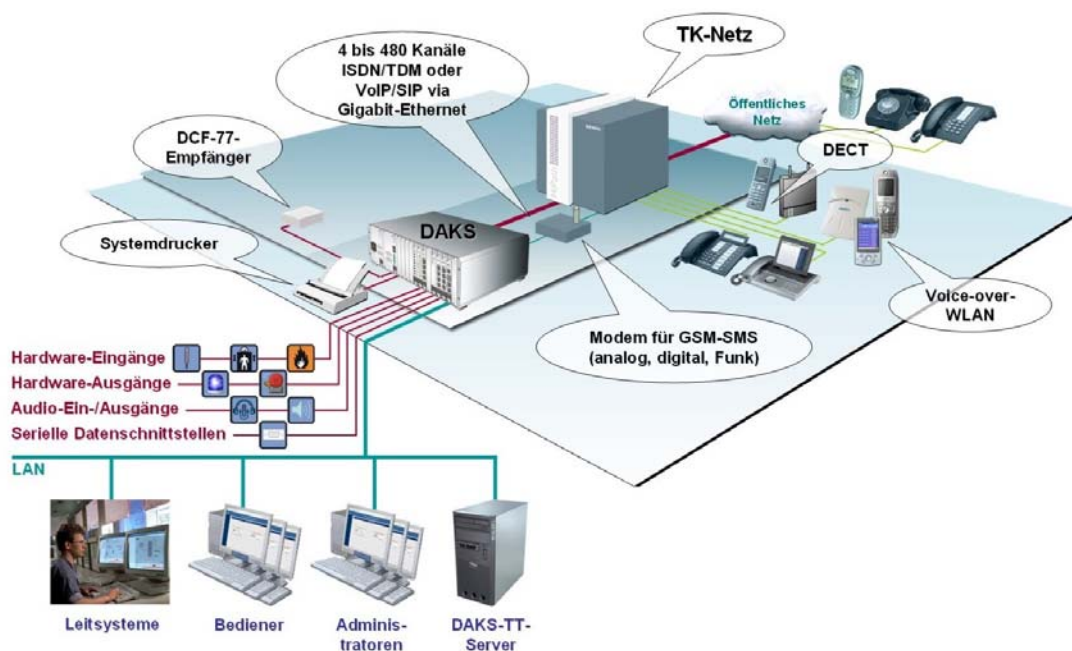 TK-Netz
4 bis 480 Kanäle
ISDN/TDM oder
VoIP/SIP via
Gigabit-Ethernet
Öffentliches
Netz
DCF-77-
Empfänger
DECT
DAKS
Systemdrucker
Voice-over-
WLAN
Modem für GSM-SMS
(analog, digital, Funk)
Hardware-Eingänge
Hardware-Ausgänge
Audio-Ein-/Ausgänge
Serielle Datenschnittstellen
LAN
Leitsysteme
Bediener
Adminis-
tratoren
DAKS-TT-
Server